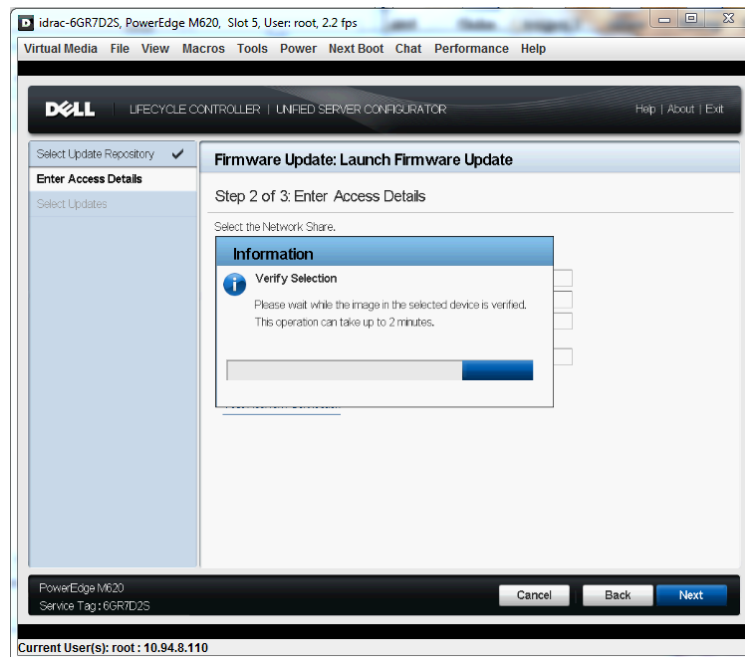 idrac-6GR7D2S, PowerEdge M620, Slot 5, User: root, 2.2 fps
Virtual Media File View Macros Tools Power Next Boot Chat Performance Help
DELL LIFECYCLE CONTROLLER | UNIFIED SERVER CONFIGURATOR Help | About | Exit
Select Update Repository
Enter Access Details
Select Updates
Firmware Update: Launch Firmware Update
Step 2 of 3: Enter Access Details
Select the Network Share.
Information
Verify Selection
Please wait while the image in the selected device is verified.
This operation can take up to 2 minutes.
PowerEdge M620
Service Tag: 6GR7D2S
Cancel Back Next
Current User(s): root : 10.94.8.110